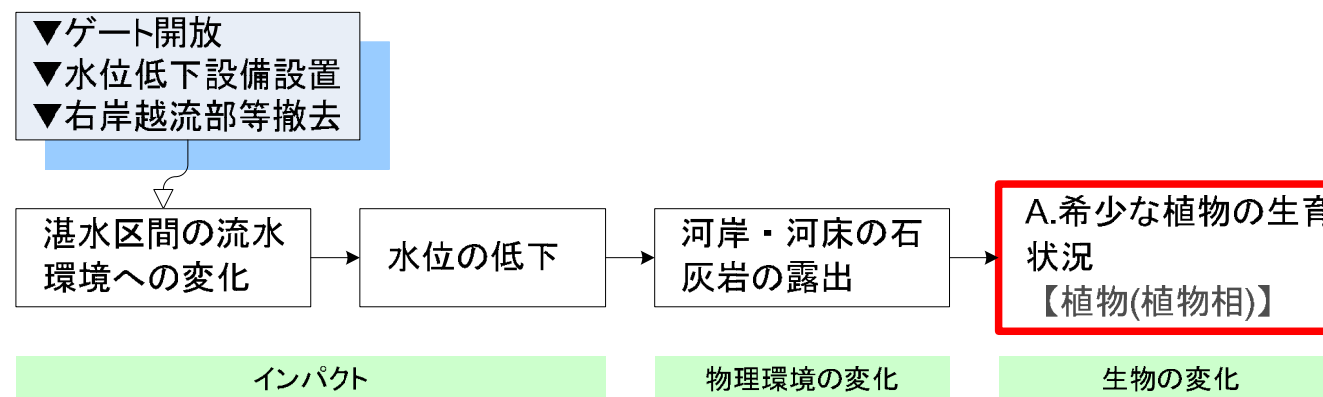 ▼ゲート開放
▼水位低下設備設置
▼右岸越流部等撤去
湛水区間の流水
環境への変化
水位の低下
河岸・河床の石
灰岩の露出
A.希少な植物の生育
状況
【植物(植物相)】
インパクト
物理環境の変化
生物の変化